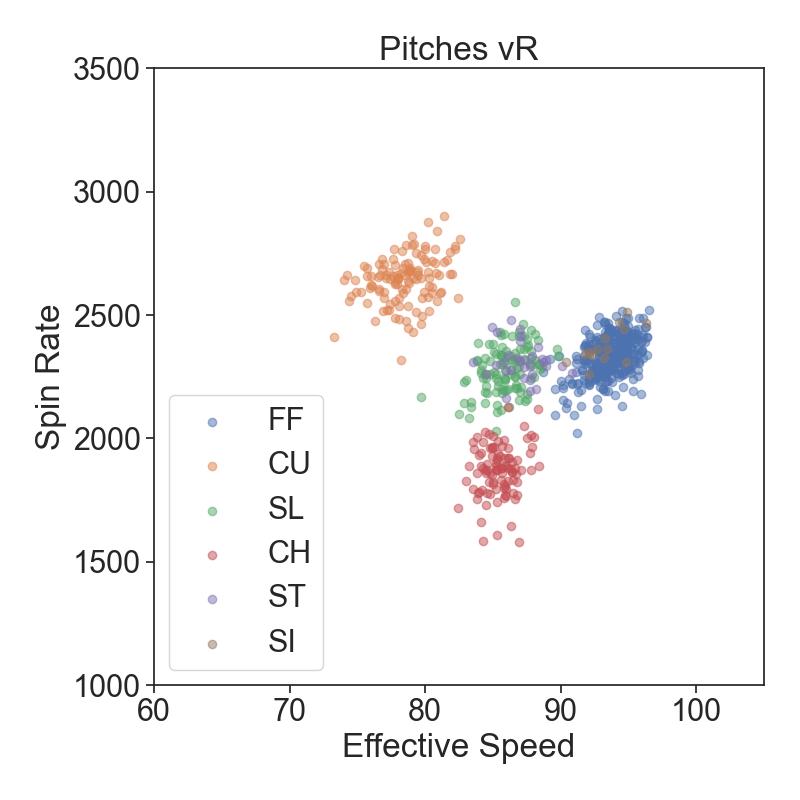 Pitches vR
3500
3000
2500
2000
1500
1000
Spin Rate
FF
CU
SL
CH
ST
SI
60 70 80 90 100
Effective Speed